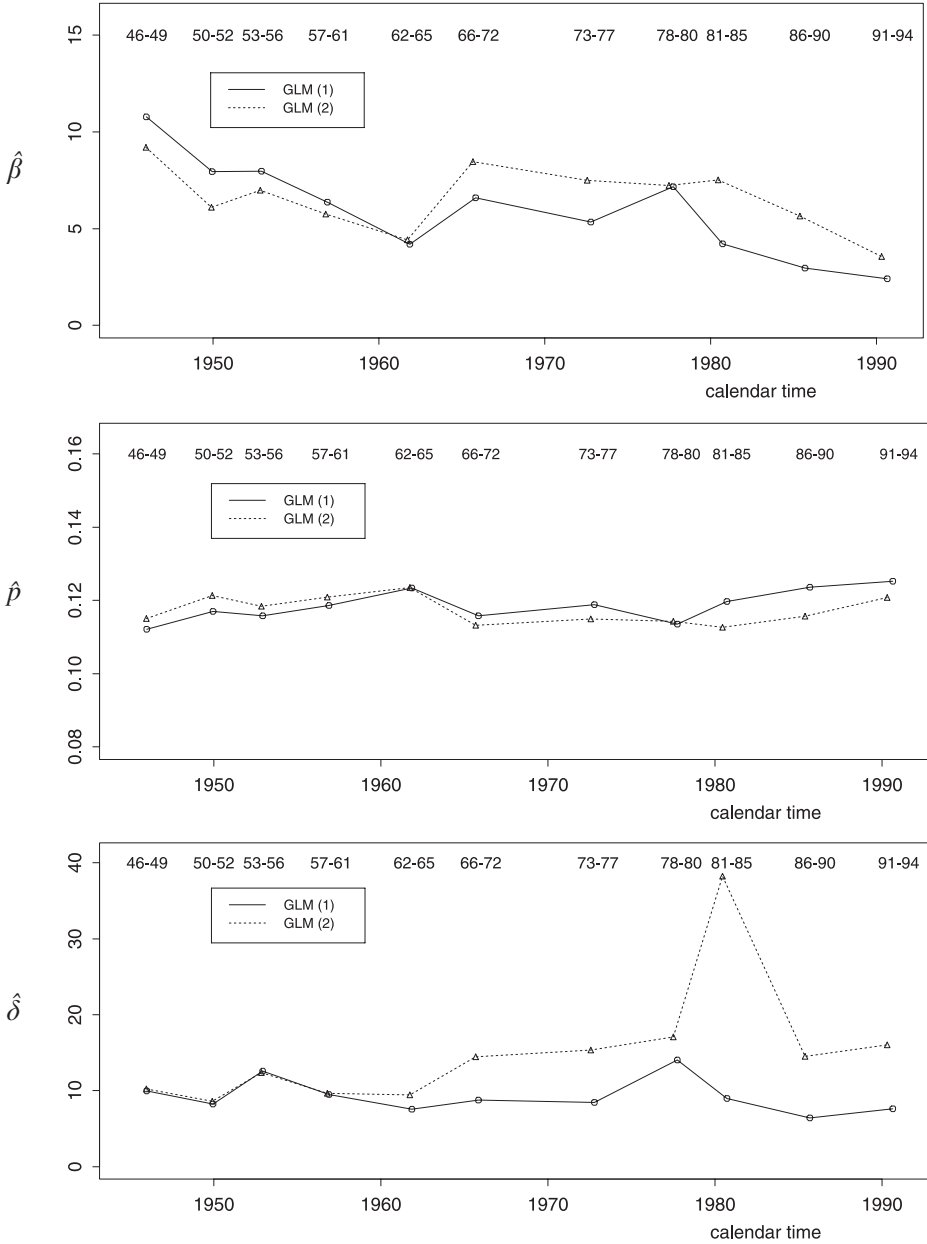 46-49 50-52 53-56 57-61 62-65 66-72 73-77 78-80 81-85 86-90 91-94
GLM (1)
GLM (2)
β̂
15
10
5
0
1950 1960 1970 1980 1990
calendar time
46-49 50-52 53-56 57-61 62-65 66-72 73-77 78-80 81-85 86-90 91-94
GLM (1)
GLM (2)
p̂
0.16
0.14
0.12
0.10
0.08
1950 1960 1970 1980 1990
calendar time
46-49 50-52 53-56 57-61 62-65 66-72 73-77 78-80 81-85 86-90 91-94
GLM (1)
GLM (2)
δ̂
40
30
20
10
0
1950 1960 1970 1980 1990
calendar time